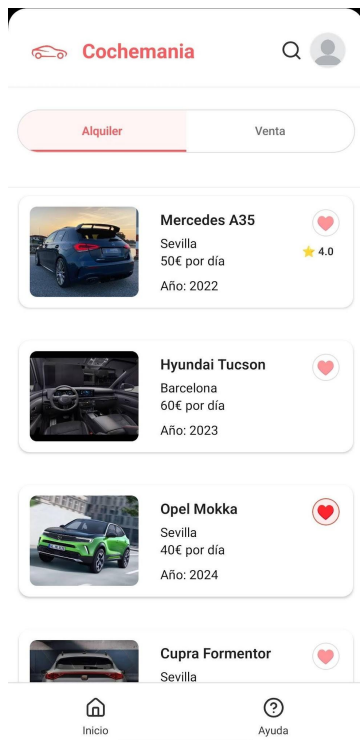 Cochemania
Alquiler
Venta
Mercedes A35
Sevilla
4.0
50€ por día
Año: 2022
Hyundai Tucson
Barcelona
60€ por día
Año: 2023
Opel Mokka
Sevilla
40€ por día
Año: 2024
Cupra Formentor
Sevilla
Inicio
Ayuda